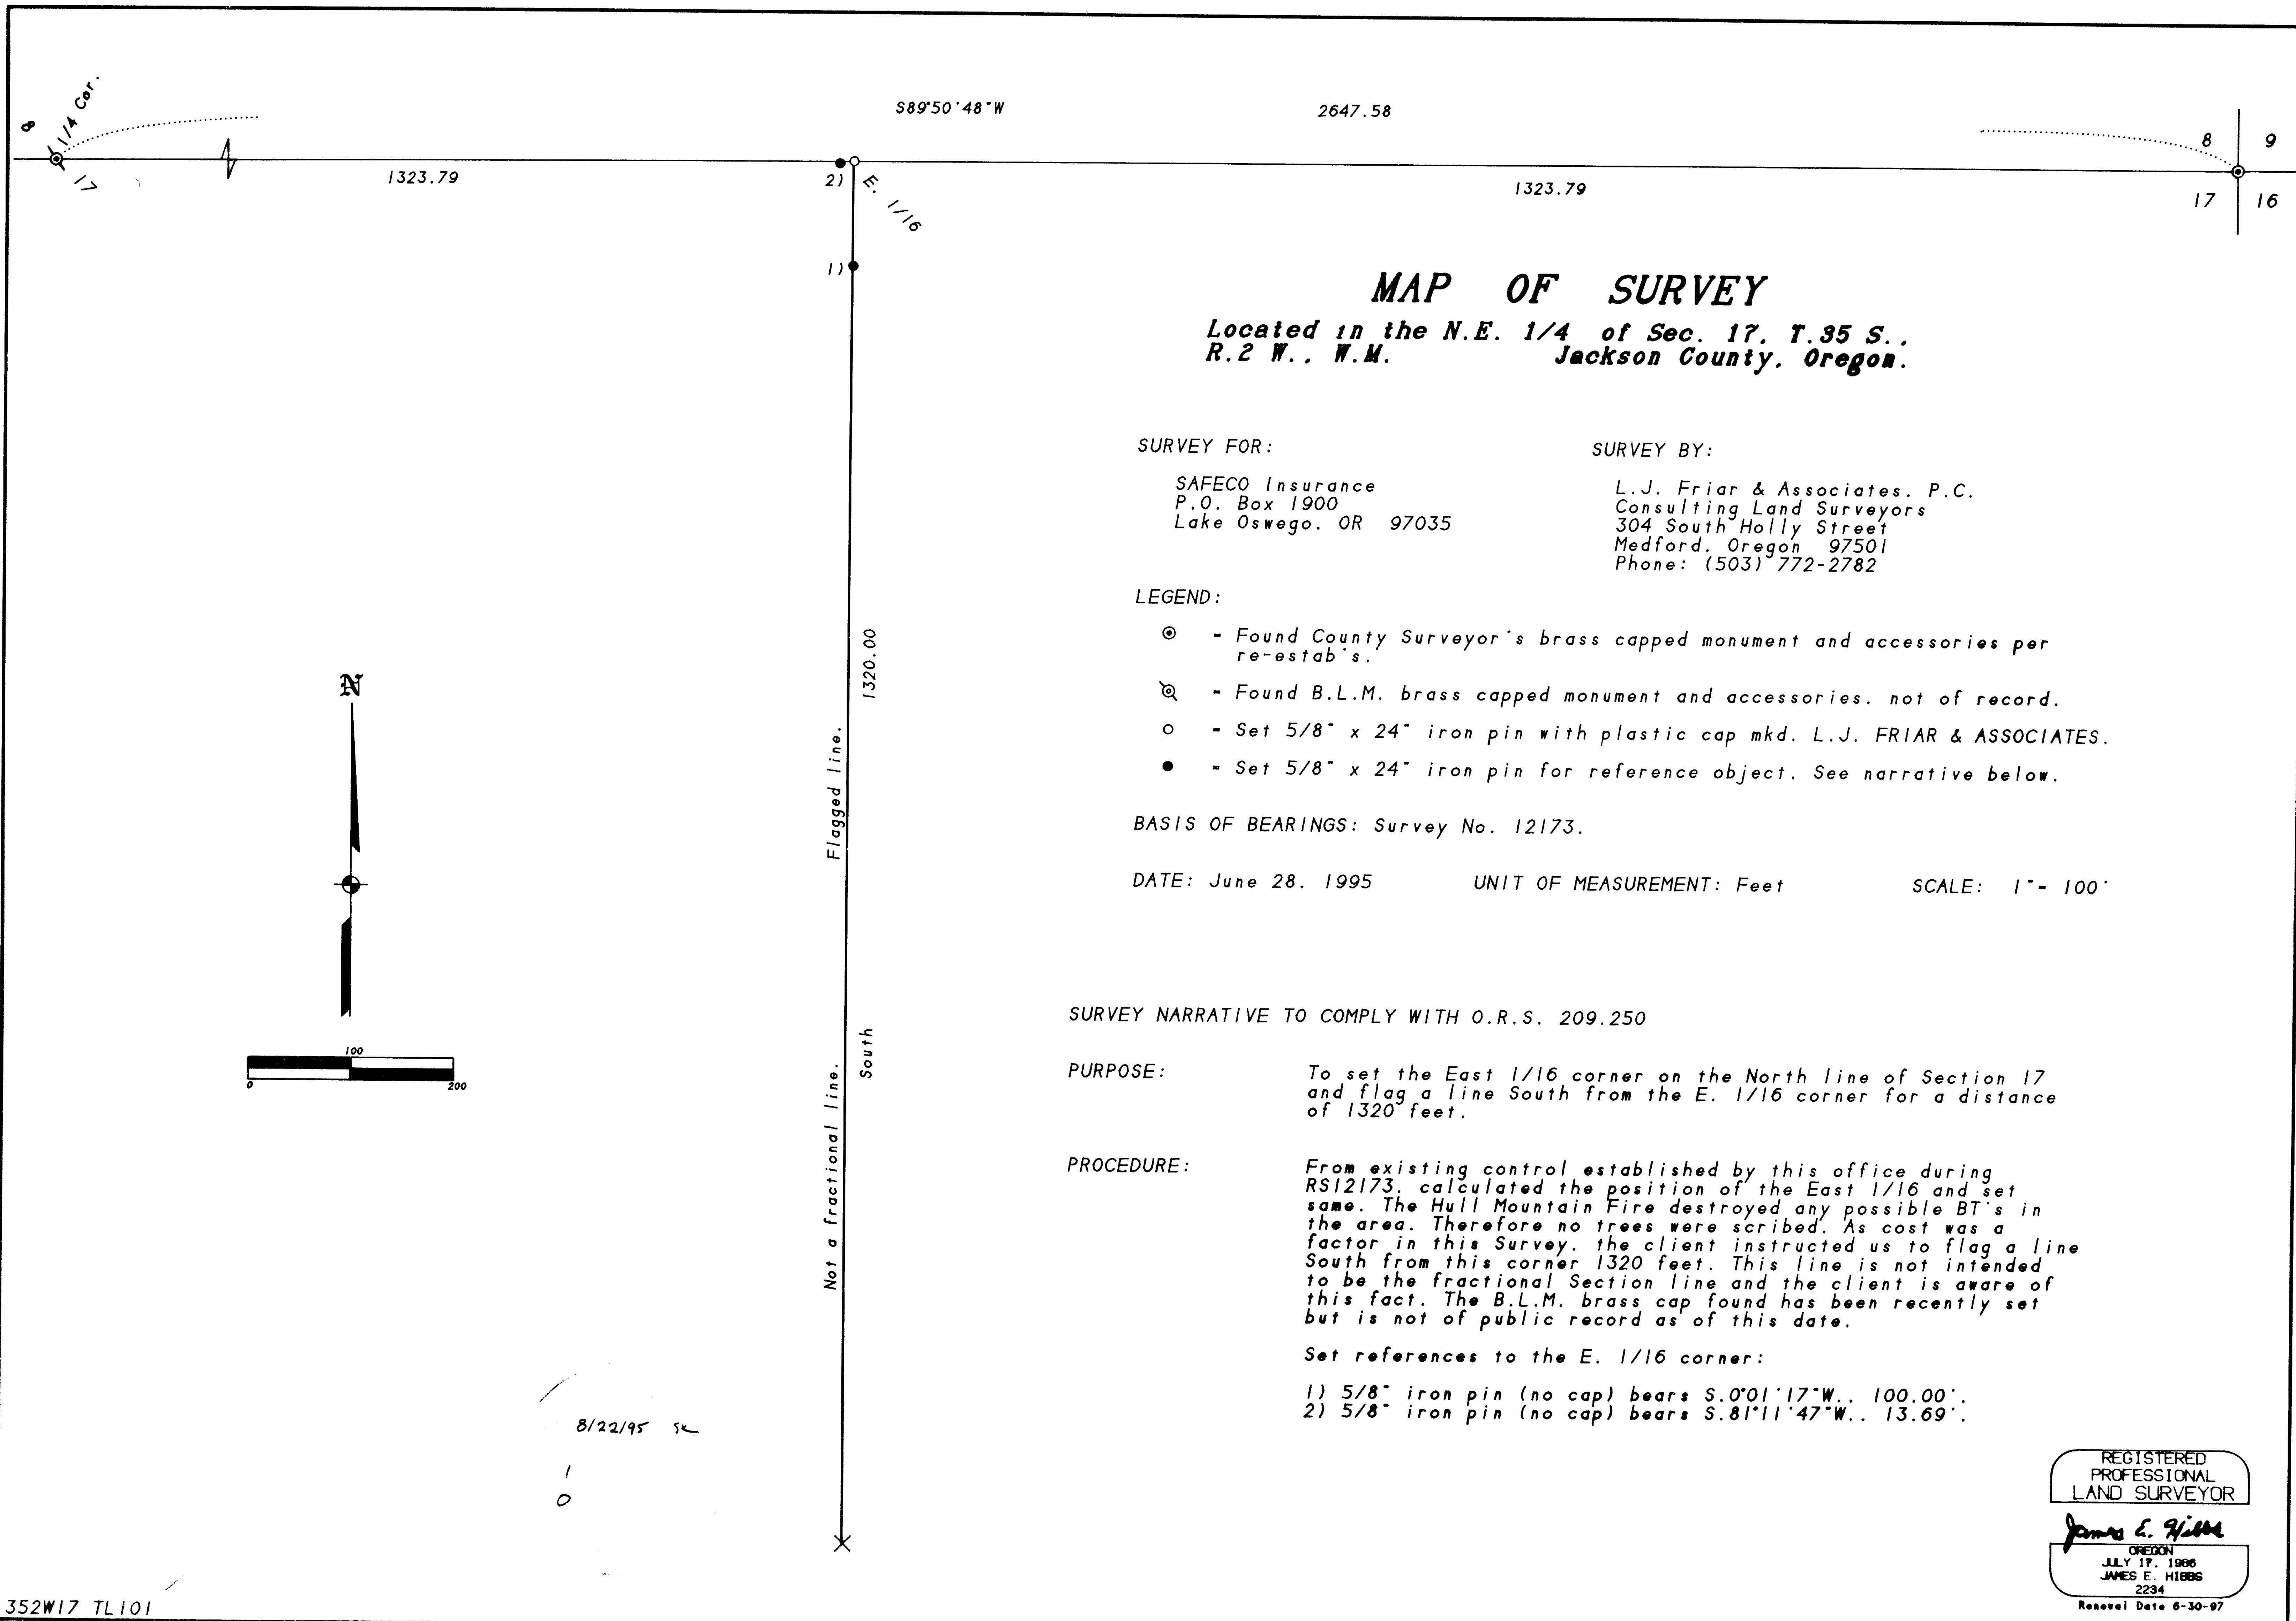 S89°50'48"W 2647.58
8 1/4 Cor.
17
1323.79
2)
E. 1/16
1323.79
8 9
17 16
1)
MAP OF SURVEY
Located in the N.E. 1/4 of Sec. 17, T.35 S.,
R.2 W., W.M. Jackson County, Oregon.
SURVEY FOR:
SAFECO Insurance
P.O. Box 1900
Lake Oswego, OR 97035
SURVEY BY:
L.J. Friar & Associates, P.C.
Consulting Land Surveyors
304 South Holly Street
Medford, Oregon 97501
Phone: (503) 772-2782
LEGEND:
= Found County Surveyor's brass capped monument and accessories per
re-estab's.
= Found B.L.M. brass capped monument and accessories, not of record.
= Set 5/8" x 24" iron pin with plastic cap mkd. L.J. FRIAR & ASSOCIATES.
= Set 5/8" x 24" iron pin for reference object. See narrative below.
BASIS OF BEARINGS: Survey No. 12173.
DATE: June 28, 1995 UNIT OF MEASUREMENT: Feet SCALE: 1"= 100'
N
0 100 200
Flagged line.
1320.00
Not a fractional line.
South
SURVEY NARRATIVE TO COMPLY WITH O.R.S. 209.250
PURPOSE: To set the East 1/16 corner on the North line of Section 17
and flag a line South from the E. 1/16 corner for a distance
of 1320 feet.
PROCEDURE: From existing control established by this office during
RS12173, calculated the position of the East 1/16 and set
same. The Hull Mountain Fire destroyed any possible BT's in
the area. Therefore no trees were scribed. As cost was a
factor in this Survey, the client instructed us to flag a line
South from this corner 1320 feet. This line is not intended
to be the fractional Section line and the client is aware of
this fact. The B.L.M. brass cap found has been recently set
but is not of public record as of this date.
Set references to the E. 1/16 corner:
1) 5/8" iron pin (no cap) bears S.0°01'17"W., 100.00'.
2) 5/8" iron pin (no cap) bears S.81°11'47"W., 13.69'.
8/22/95
REGISTERED
PROFESSIONAL
LAND SURVEYOR
James E. Hibbs
OREGON
JULY 17, 1986
JAMES E. HIBBS
2234
Renewal Date 6-30-97
352W17 TL101